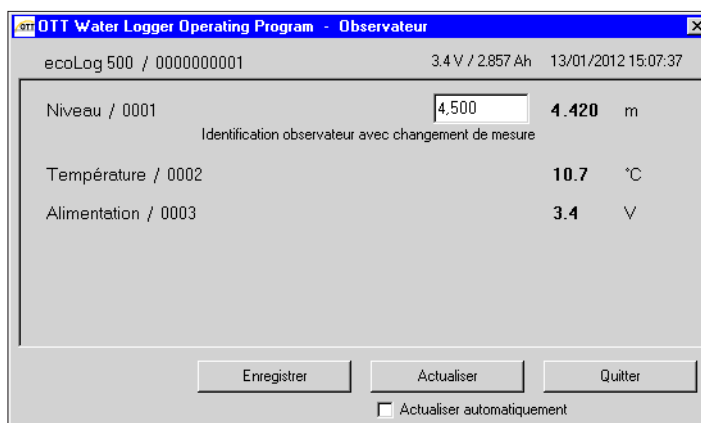 OTT OTT Water Logger Operating Program - Observateur
ecoLog 500 / 0000000001 3.4 V / 2.857 Ah 13/01/2012 15:07:37
Niveau / 0001 4,500 4.420 m
Identification observateur avec changement de mesure
Température / 0002 10.7 °C
Alimentation / 0003 3.4 V
Enregistrer Actualiser Quitter
Actualiser automatiquement